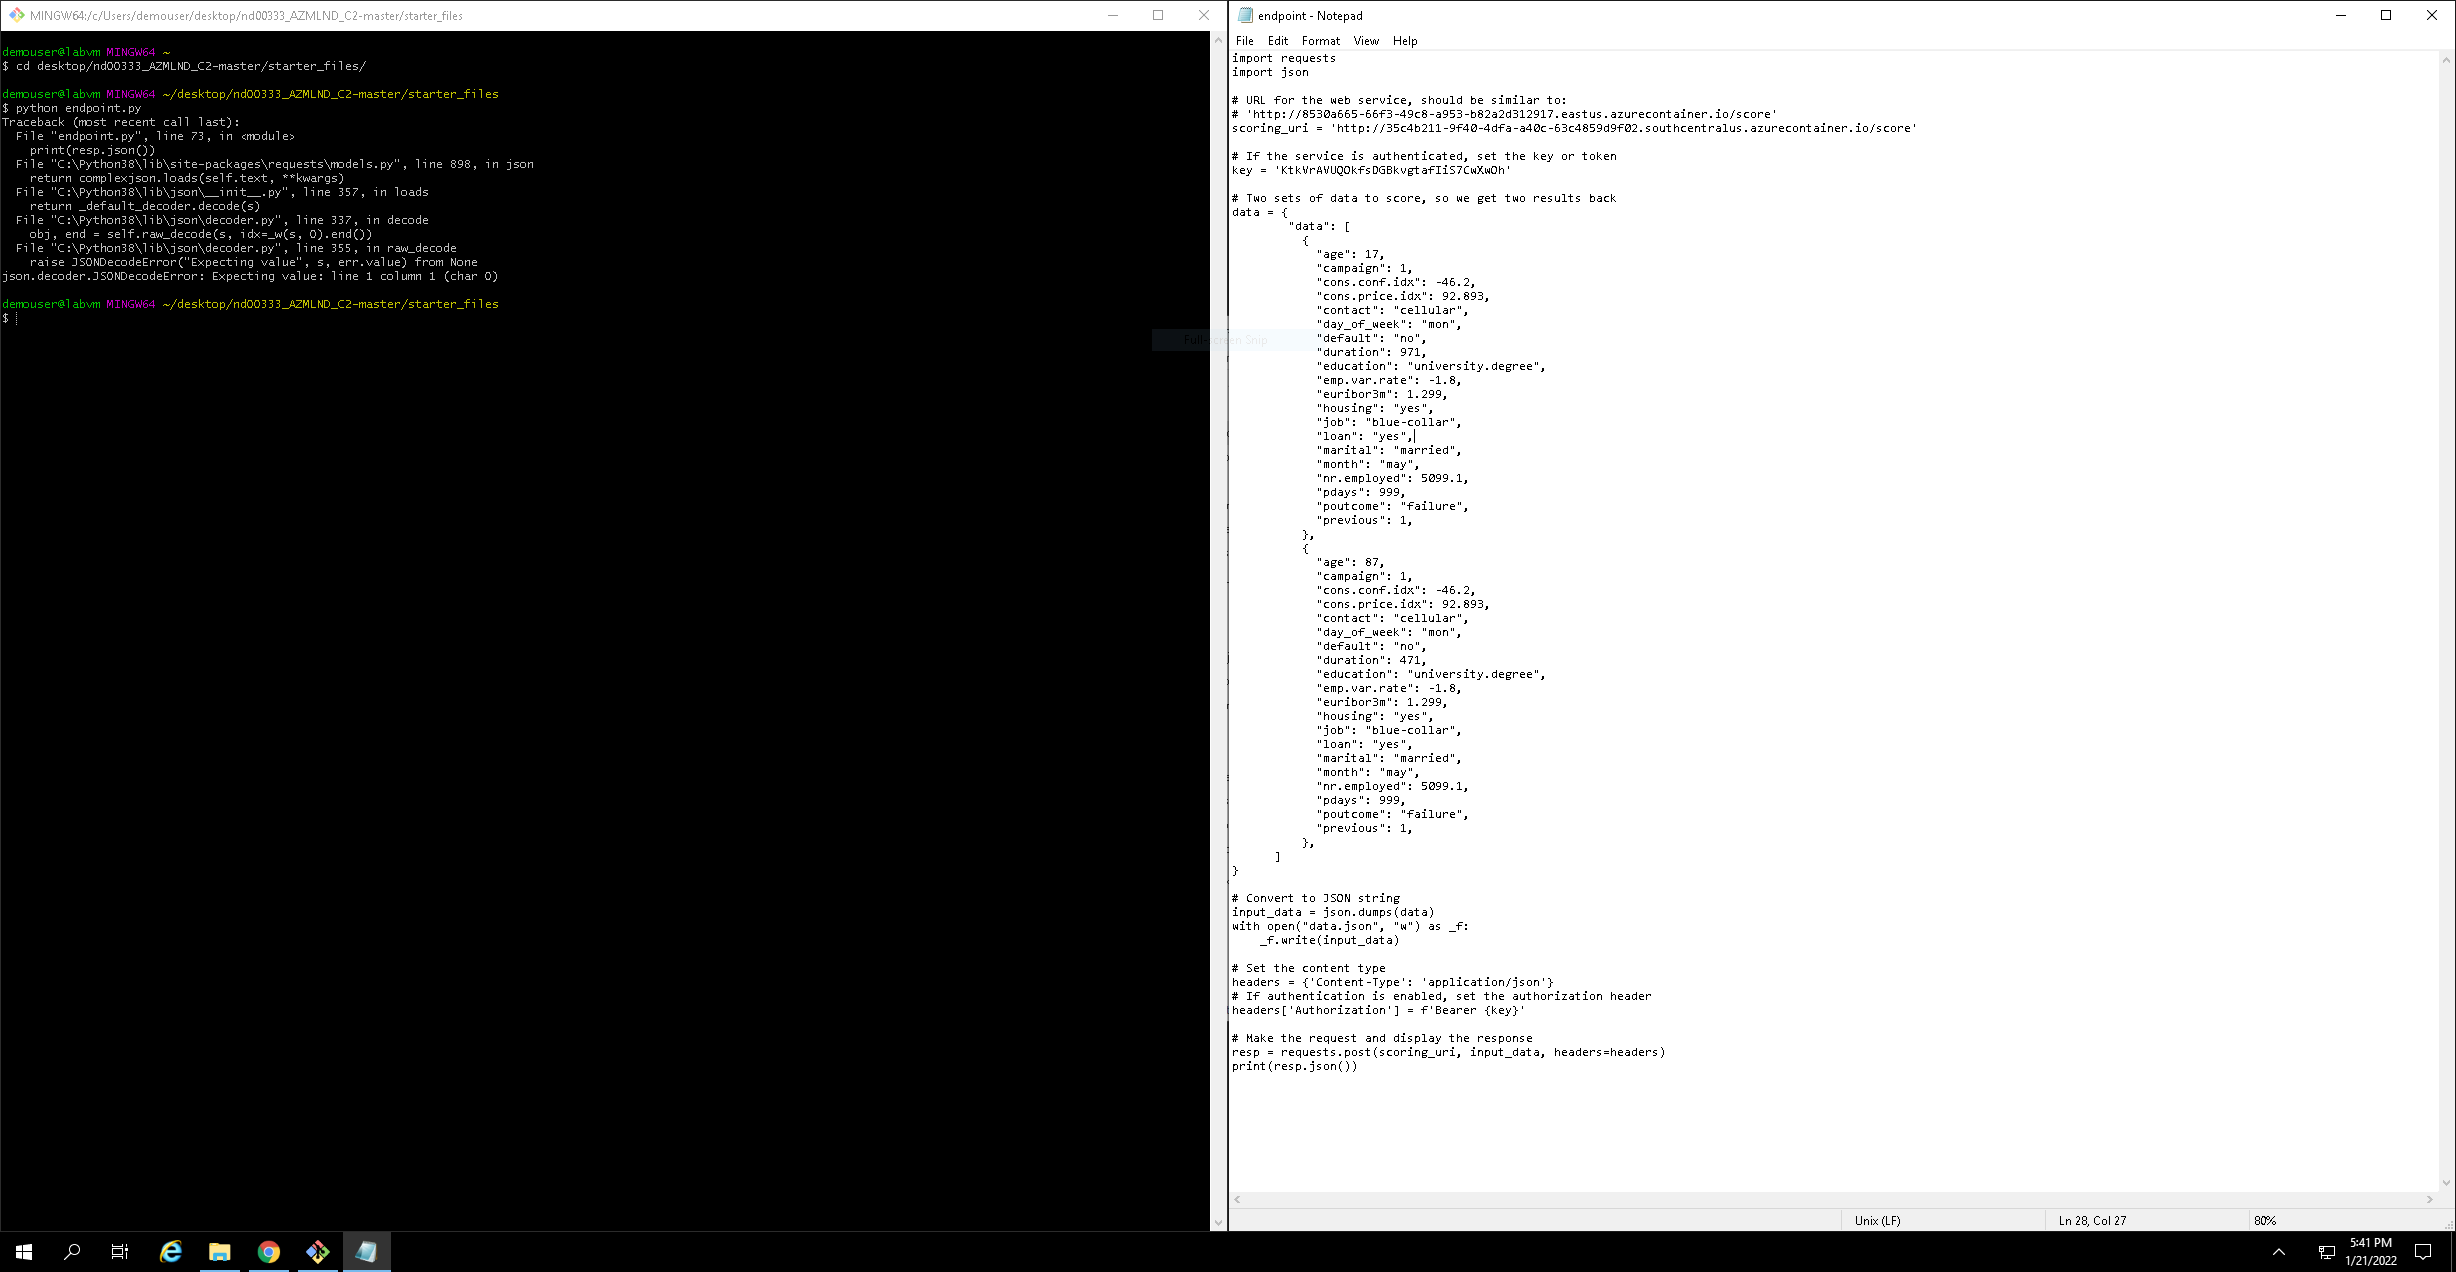 MINGW64:/c/Users/demouser/desktop/nd00333_AZMLND_C2-master/starter_files
demouser@labvm MINGW64 ~
$ cd desktop/nd00333_AZMLND_C2-master/starter_files/
demouser@labvm MINGW64 ~/desktop/nd00333_AZMLND_C2-master/starter_files
$ python endpoint.py
Traceback (most recent call last):
  File "endpoint.py", line 73, in <module>
    print(resp.json())
  File "C:\Python38\lib\site-packages\requests\models.py", line 898, in json
    return complexjson.loads(self.text, **kwargs)
  File "C:\Python38\lib\json\__init__.py", line 357, in loads
    return _default_decoder.decode(s)
  File "C:\Python38\lib\json\decoder.py", line 337, in decode
    obj, end = self.raw_decode(s, idx=_w(s, 0).end())
  File "C:\Python38\lib\json\decoder.py", line 355, in raw_decode
    raise JSONDecodeError("Expecting value", s, err.value) from None
json.decoder.JSONDecodeError: Expecting value: line 1 column 1 (char 0)
demouser@labvm MINGW64 ~/desktop/nd00333_AZMLND_C2-master/starter_files
$
Full-screen Snip
endpoint - Notepad
File Edit Format View Help
import requests
import json
# URL for the web service, should be similar to:
# 'http://8530a665-66f3-49c8-a953-b82a2d312917.eastus.azurecontainer.io/score'
scoring_uri = 'http://35c4b211-9f40-4dfa-a40c-63c4859d9f02.southcentralus.azurecontainer.io/score'
# If the service is authenticated, set the key or token
key = 'KtkVrAVUQOkfsDGBkvgtafIiS7CwXwOh'
# Two sets of data to score, so we get two results back
data = {
        "data": [
          {
            "age": 17,
            "campaign": 1,
            "cons.conf.idx": -46.2,
            "cons.price.idx": 92.893,
            "contact": "cellular",
            "day_of_week": "mon",
            "default": "no",
            "duration": 971,
            "education": "university.degree",
            "emp.var.rate": -1.8,
            "euribor3m": 1.299,
            "housing": "yes",
            "job": "blue-collar",
            "loan": "yes",
            "marital": "married",
            "month": "may",
            "nr.employed": 5099.1,
            "pdays": 999,
            "poutcome": "failure",
            "previous": 1,
          },
          {
            "age": 87,
            "campaign": 1,
            "cons.conf.idx": -46.2,
            "cons.price.idx": 92.893,
            "contact": "cellular",
            "day_of_week": "mon",
            "default": "no",
            "duration": 471,
            "education": "university.degree",
            "emp.var.rate": -1.8,
            "euribor3m": 1.299,
            "housing": "yes",
            "job": "blue-collar",
            "loan": "yes",
            "marital": "married",
            "month": "may",
            "nr.employed": 5099.1,
            "pdays": 999,
            "poutcome": "failure",
            "previous": 1,
          },
      ]
}
# Convert to JSON string
input_data = json.dumps(data)
with open("data.json", "w") as _f:
    _f.write(input_data)
# Set the content type
headers = {'Content-Type': 'application/json'}
# If authentication is enabled, set the authorization header
headers['Authorization'] = f'Bearer {key}'
# Make the request and display the response
resp = requests.post(scoring_uri, input_data, headers=headers)
print(resp.json())
Unix (LF) Ln 28, Col 27 80%
5:41 PM
1/21/2022